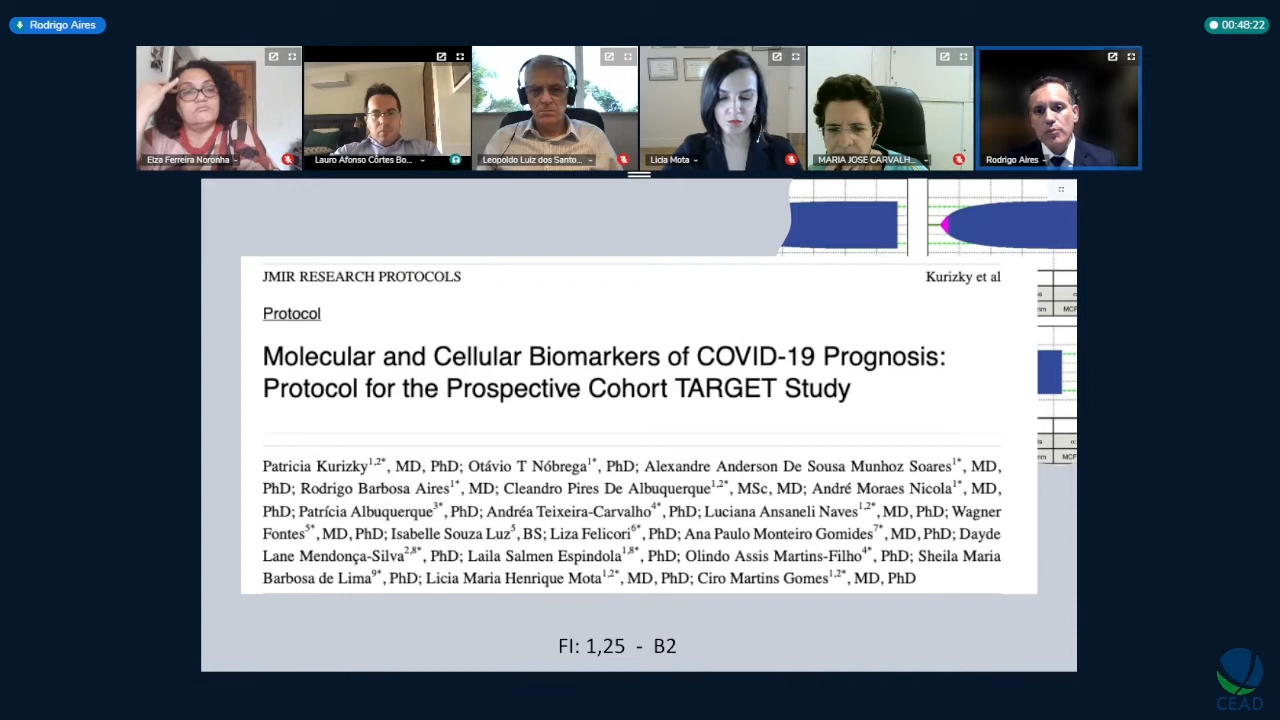 Rodrigo Aires
00:48:22
Elza Ferreira Noronha
Lauro Afonso Côrtes Bo...
Leopoldo Luiz dos Santo...
Licia Mota
MARIA JOSE CARVALH...
Rodrigo Aires
JMIR RESEARCH PROTOCOLS
Kurizky et al
Protocol
Molecular and Cellular Biomarkers of COVID-19 Prognosis:
Protocol for the Prospective Cohort TARGET Study
Patricia Kurizky1,2*, MD, PhD; Otávio T Nóbrega1*, PhD; Alexandre Anderson De Sousa Munhoz Soares1*, MD,
PhD; Rodrigo Barbosa Aires1*, MD; Cleandro Pires De Albuquerque1,2*, MSc, MD; André Moraes Nicola1*, MD,
PhD; Patrícia Albuquerque3*, PhD; Andréa Teixeira-Carvalho4*, PhD; Luciana Ansaneli Naves1,2*, MD, PhD; Wagner
Fontes5*, MD, PhD; Isabelle Souza Luz5, BS; Liza Felicori6*, PhD; Ana Paulo Monteiro Gomides7*, MD, PhD; Dayde
Lane Mendonça-Silva2,8*, PhD; Laila Salmen Espindola1,8*, PhD; Olindo Assis Martins-Filho4*, PhD; Sheila Maria
Barbosa de Lima9*, PhD; Licia Maria Henrique Mota1,2*, MD, PhD; Ciro Martins Gomes1,2*, MD, PhD
mm
MCF
mm
MCF
FI: 1,25 - B2
CEAD